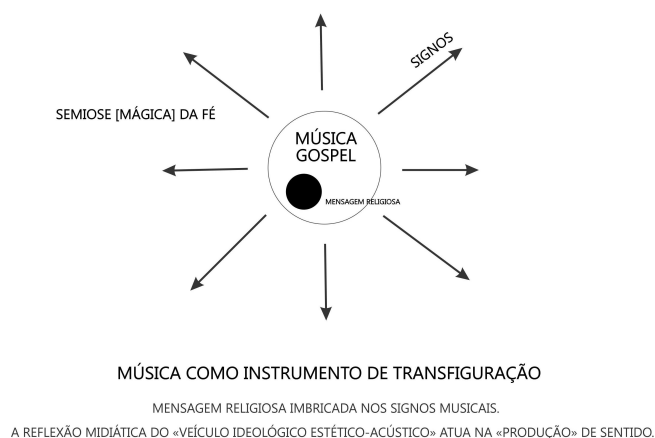 SIGNOS
SEMIOSE [MÁGICA] DA FÉ
MÚSICA
GOSPEL
MENSAGEM RELIGIOSA
MÚSICA COMO INSTRUMENTO DE TRANSFIGURAÇÃO
MENSAGEM RELIGIOSA IMBRICADA NOS SIGNOS MUSICAIS.
A REFLEXÃO MIDIÁTICA DO «VEÍCULO IDEOLÓGICO ESTÉTICO-ACÚSTICO» ATUA NA «PRODUÇÃO» DE SENTIDO.